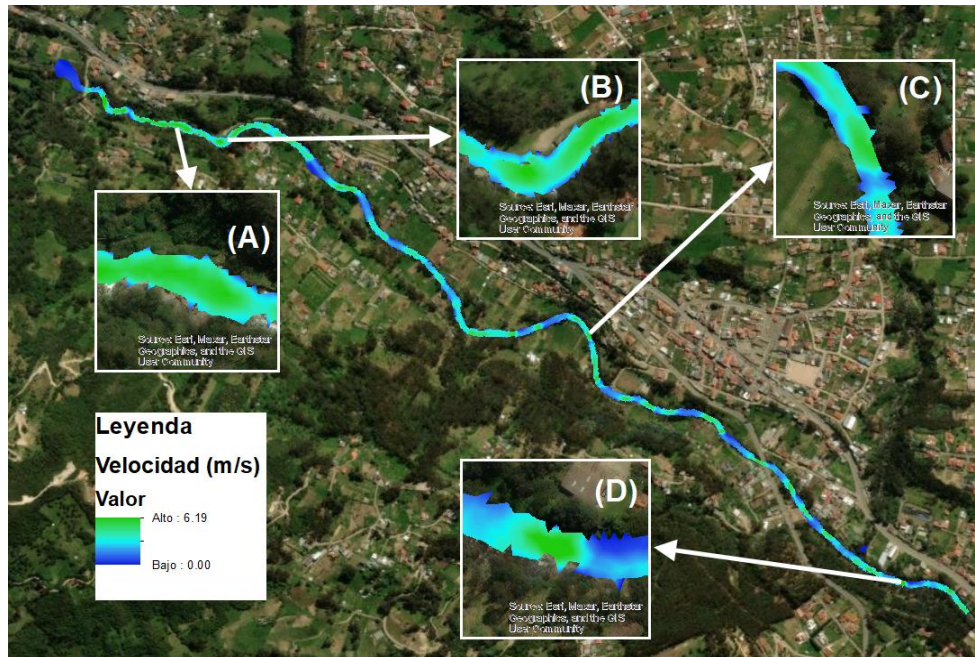 (A)
Source: Esri, Maxar, Earthstar
Geographics, and the GIS
User Community
(B)
Source: Esri, Maxar, Earthstar
Geographics, and the GIS
User Community
(C)
Source: Esri, Maxar, Earthstar
Geographics, and the GIS
User Community
Leyenda
Velocidad (m/s)
Valor
Alto : 6.19
Bajo : 0.00
(D)
Source: Esri, Maxar, Earthstar
Geographics, and the GIS
User Community